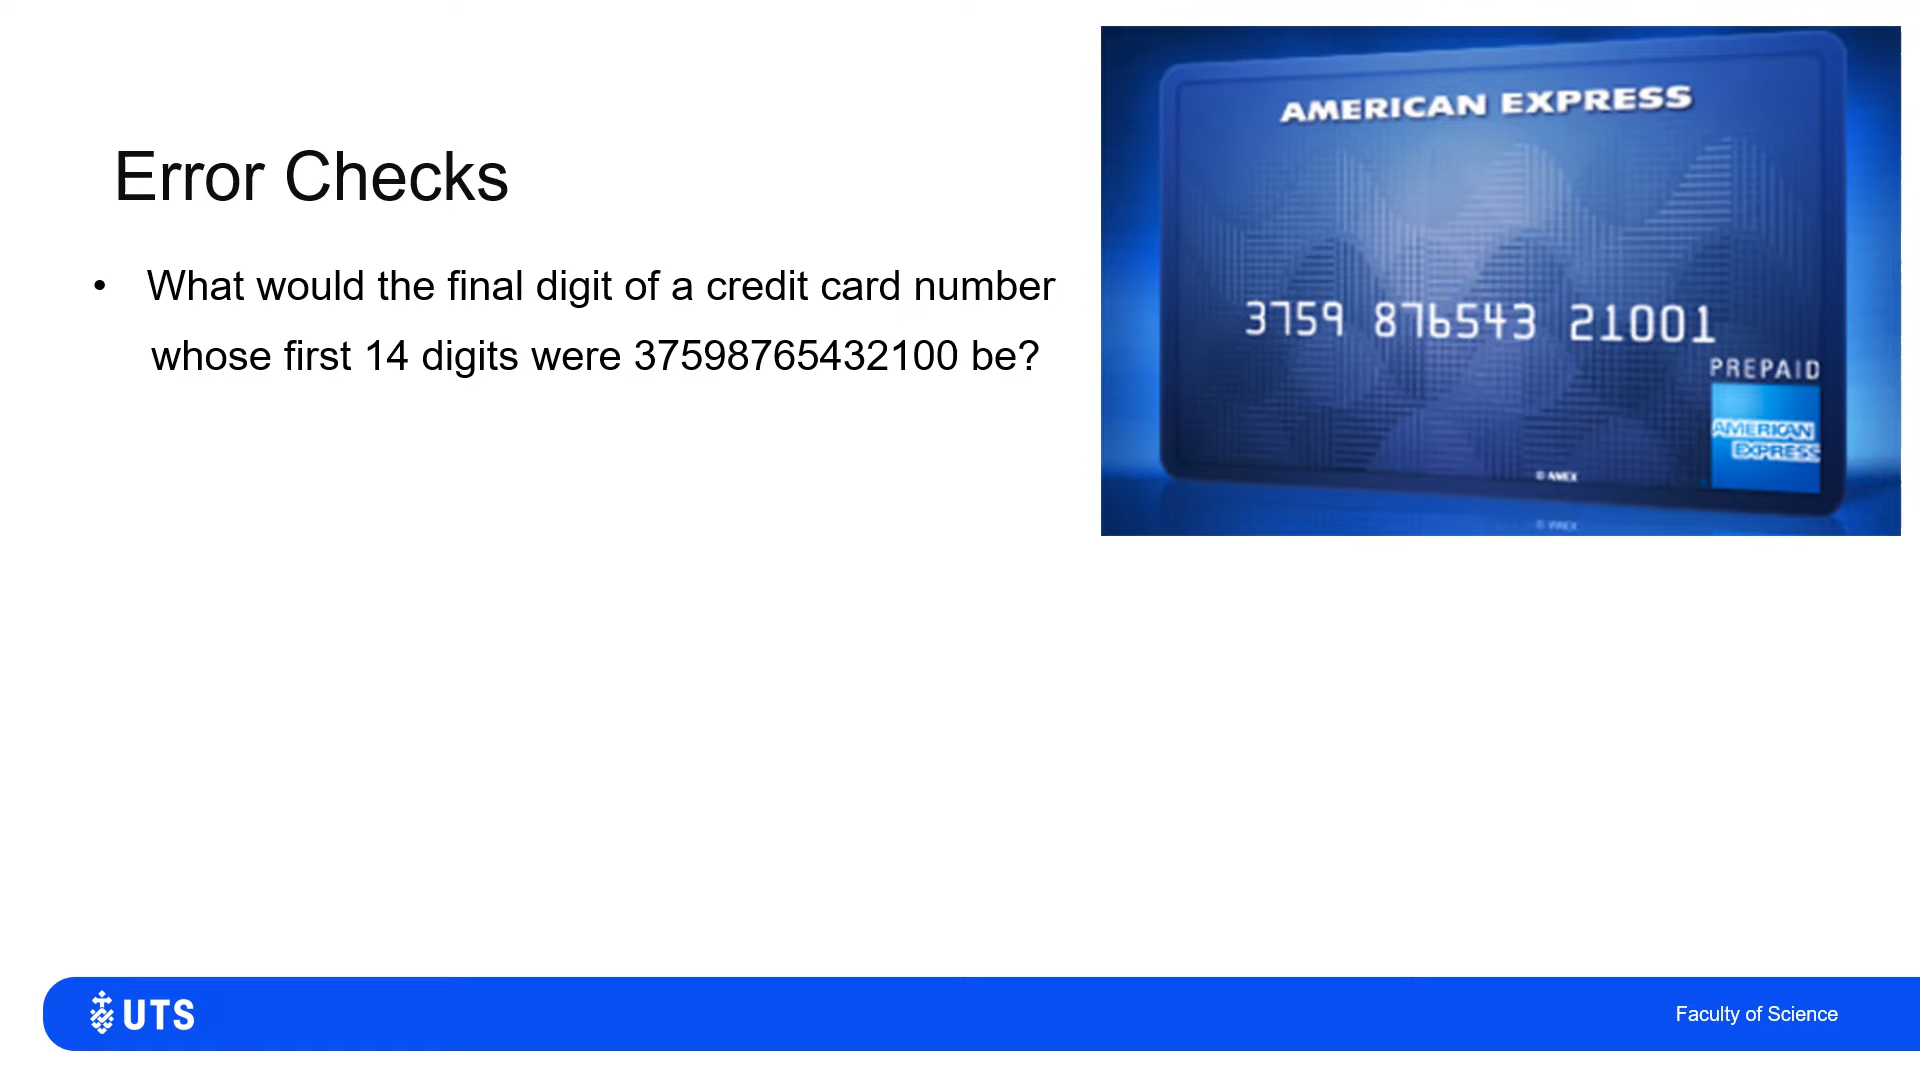 AMERICAN EXPRESS
Error Checks
• What would the final digit of a credit card number
whose first 14 digits were 37598765432100 be?
3759 876543 21001
PREPAID
AMERICAN
EXPRESS
© AMEX
UTS
Faculty of Science